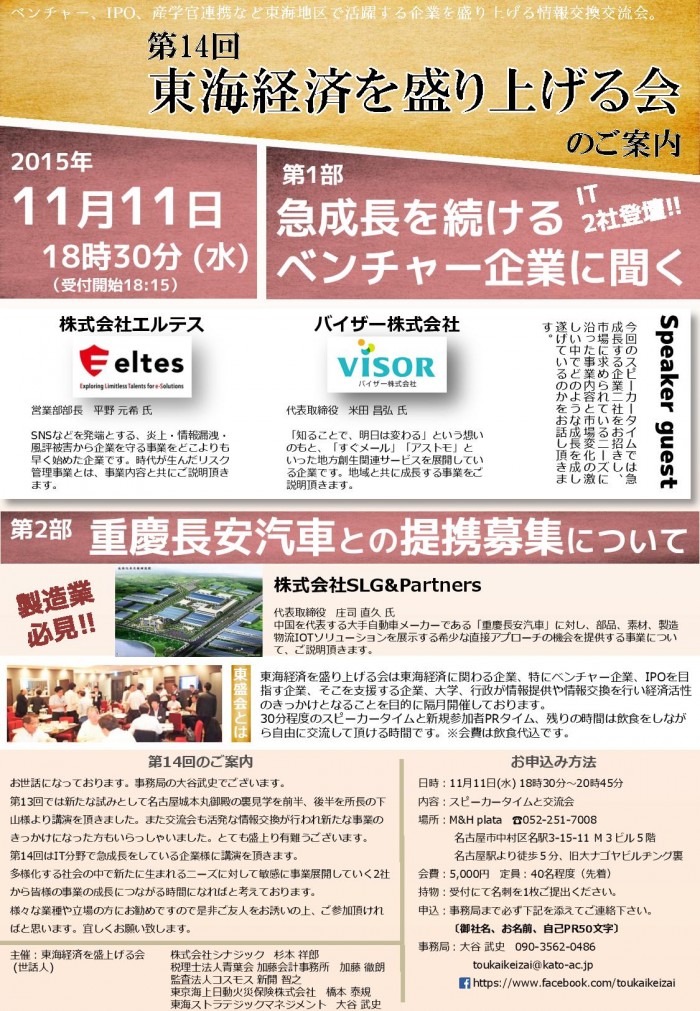 ベンチャー、IPO、産学官連携など東海地区で活躍する企業を盛り上げる情報交換交流会。
第14回
東海経済を盛り上げる会
のご案内
2015年
11月11日
18時30分 (水)
(受付開始18:15)
第1部
急成長を続ける
ベンチャー企業に聞く
IT
2社登壇!!
株式会社エルテス
eltes
Exploring Limitless Talents for e-Solutions
営業部部長 平野 元希 氏
SNSなどを発端とする、炎上・情報漏洩・
風評被害から企業を守る事業をどこよりも
早く始めた企業です。時代が生んだリスク
管理事業とは、事業内容と共にご説明頂き
ます。
バイザー株式会社
VISOR
バイザー株式会社
代表取締役 米田 昌弘 氏
「知ることで、明日は変わる」という想い
のもと、「すぐメール」「アストモ」と
いった地方創生関連サービスを展開してい
る企業です。地域と共に成長する事業をご
説明頂きます。
Speaker guest
今回のスピーカータイムでは急
成長する企業二社をお招きし、
市場に求められているニーズに
沿った事業内容と市場変化の激
しい中でどのような成長を成し
遂げているのかをお話し頂きま
す。
第2部 重慶長安汽車との提携募集について
製造業
必見!!
株式会社SLG&Partners
代表取締役 庄司 直久 氏
中国を代表する大手自動車メーカーである「重慶長安汽車」に対し、部品、素材、製造
物流IOTソリューションを展示する希少な直接アプローチの機会を提供する事業につい
て、ご説明頂きます。
東盛会とは
東海経済を盛り上げる会は東海経済に関わる企業、特にベンチャー企業、IPOを目
指す企業、そこを支援する企業、大学、行政が情報提供や情報交換を行い経済活性
のきっかけとなることを目的に隔月開催しております。
30分程度のスピーカータイムと新規参加者PRタイム、残りの時間は飲食をしなが
ら自由に交流して頂ける時間です。※会費は飲食代込です。
第14回のご案内
お世話になっております。事務局の大谷武史でございます。
第13回では新たな試みとして名古屋城本丸御殿の裏見学を前半、後半を所長の下
山様より講演を頂きました。また交流会も活発な情報交換が行われ新たな事業の
きっかけになった方もいらっしゃいました。とても盛り上り有難うございます。
第14回はIT分野で急成長をしている企業様に講演を頂きます。
多様化する社会の中で新たに生まれるニーズに対して敏感に事業展開していく2社
から皆様の事業の成長につながる時間になればと考えております。
様々な業種や立場の方にお勧めですので是非ご友人をお誘いの上、ご参加頂けれ
ばと思います。宜しくお願い致します。
主催：東海経済を盛上げる会
(世話人)
株式会社シナジック 杉本 祥郎
税理士法人青葉会 加藤会計事務所 加藤 徹朗
監査法人コスモス 新開 智之
東京海上日動火災保険株式会社 橋本 泰規
東海ストラテジックマネジメント 大谷 武史
お申込み方法
日時：11月11日(水) 18時30分～20時45分
内容：スピーカータイムと交流会
場所：M&H plata ☎052-251-7008
名古屋市中村区名駅3-15-11 M３ビル５階
名古屋駅より徒歩５分、旧大ナゴヤビルヂング裏
会費：5,000円 定員：40名程度（先着）
持物：受付にて名刺を1枚ご提出ください。
申込：事務局まで必ず下記を添えてご連絡下さい。
〔御社名、お名前、自己PR50文字〕
事務局：大谷 武史 090-3562-0486
toukaikeizai@kato-ac.jp
https://www.facebook.com/toukaikeizai